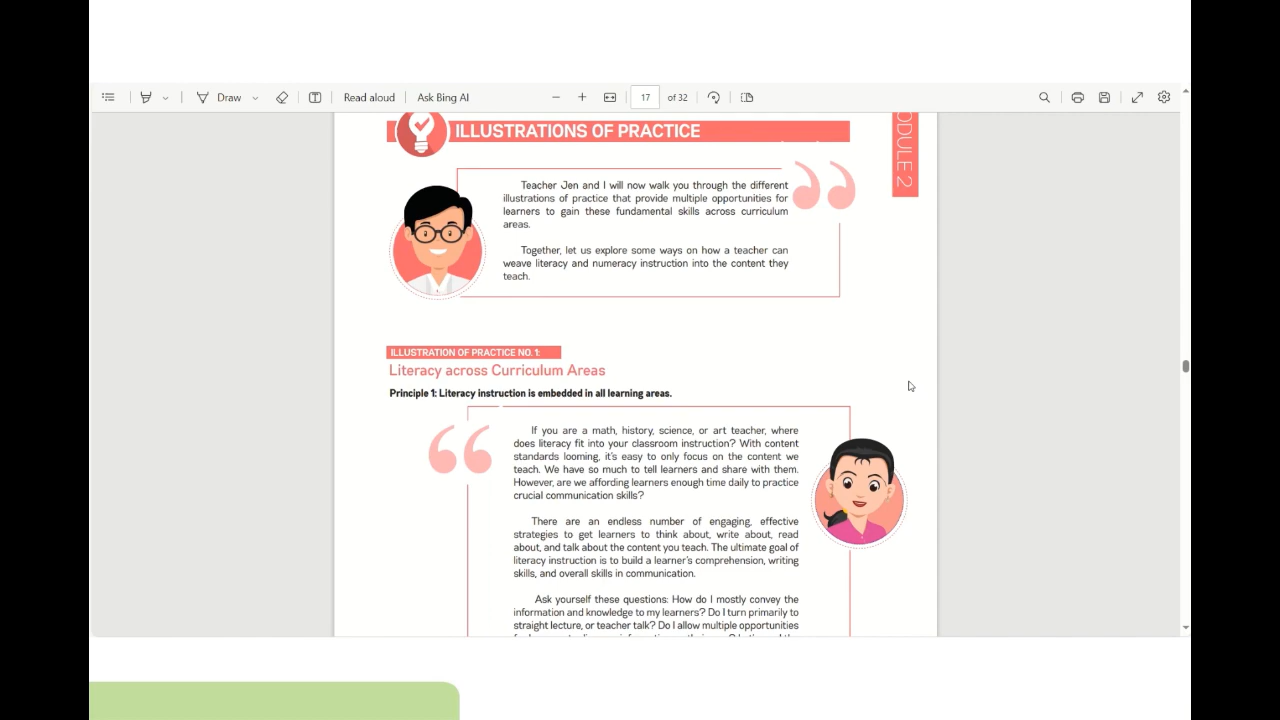 Draw
Read aloud
Ask Bing AI
17
of 32
ILLUSTRATIONS OF PRACTICE
ODULE 2
Teacher Jen and I will now walk you through the different
illustrations of practice that provide multiple opportunities for
learners to gain these fundamental skills across curriculum
areas.
Together, let us explore some ways on how a teacher can
weave literacy and numeracy instruction into the content they
teach.
ILLUSTRATION OF PRACTICE NO. 1:
Literacy across Curriculum Areas
Principle 1: Literacy instruction is embedded in all learning areas.
If you are a math, history, science, or art teacher, where
does literacy fit into your classroom instruction? With content
standards looming, it's easy to only focus on the content we
teach. We have so much to tell learners and share with them.
However, are we affording learners enough time daily to practice
crucial communication skills?
There are an endless number of engaging, effective
strategies to get learners to think about, write about, read
about, and talk about the content you teach. The ultimate goal of
literacy instruction is to build a learner's comprehension, writing
skills, and overall skills in communication.
Ask yourself these questions: How do I mostly convey the
information and knowledge to my learners? Do I turn primarily to
straight lecture, or teacher talk? Do I allow multiple opportunities